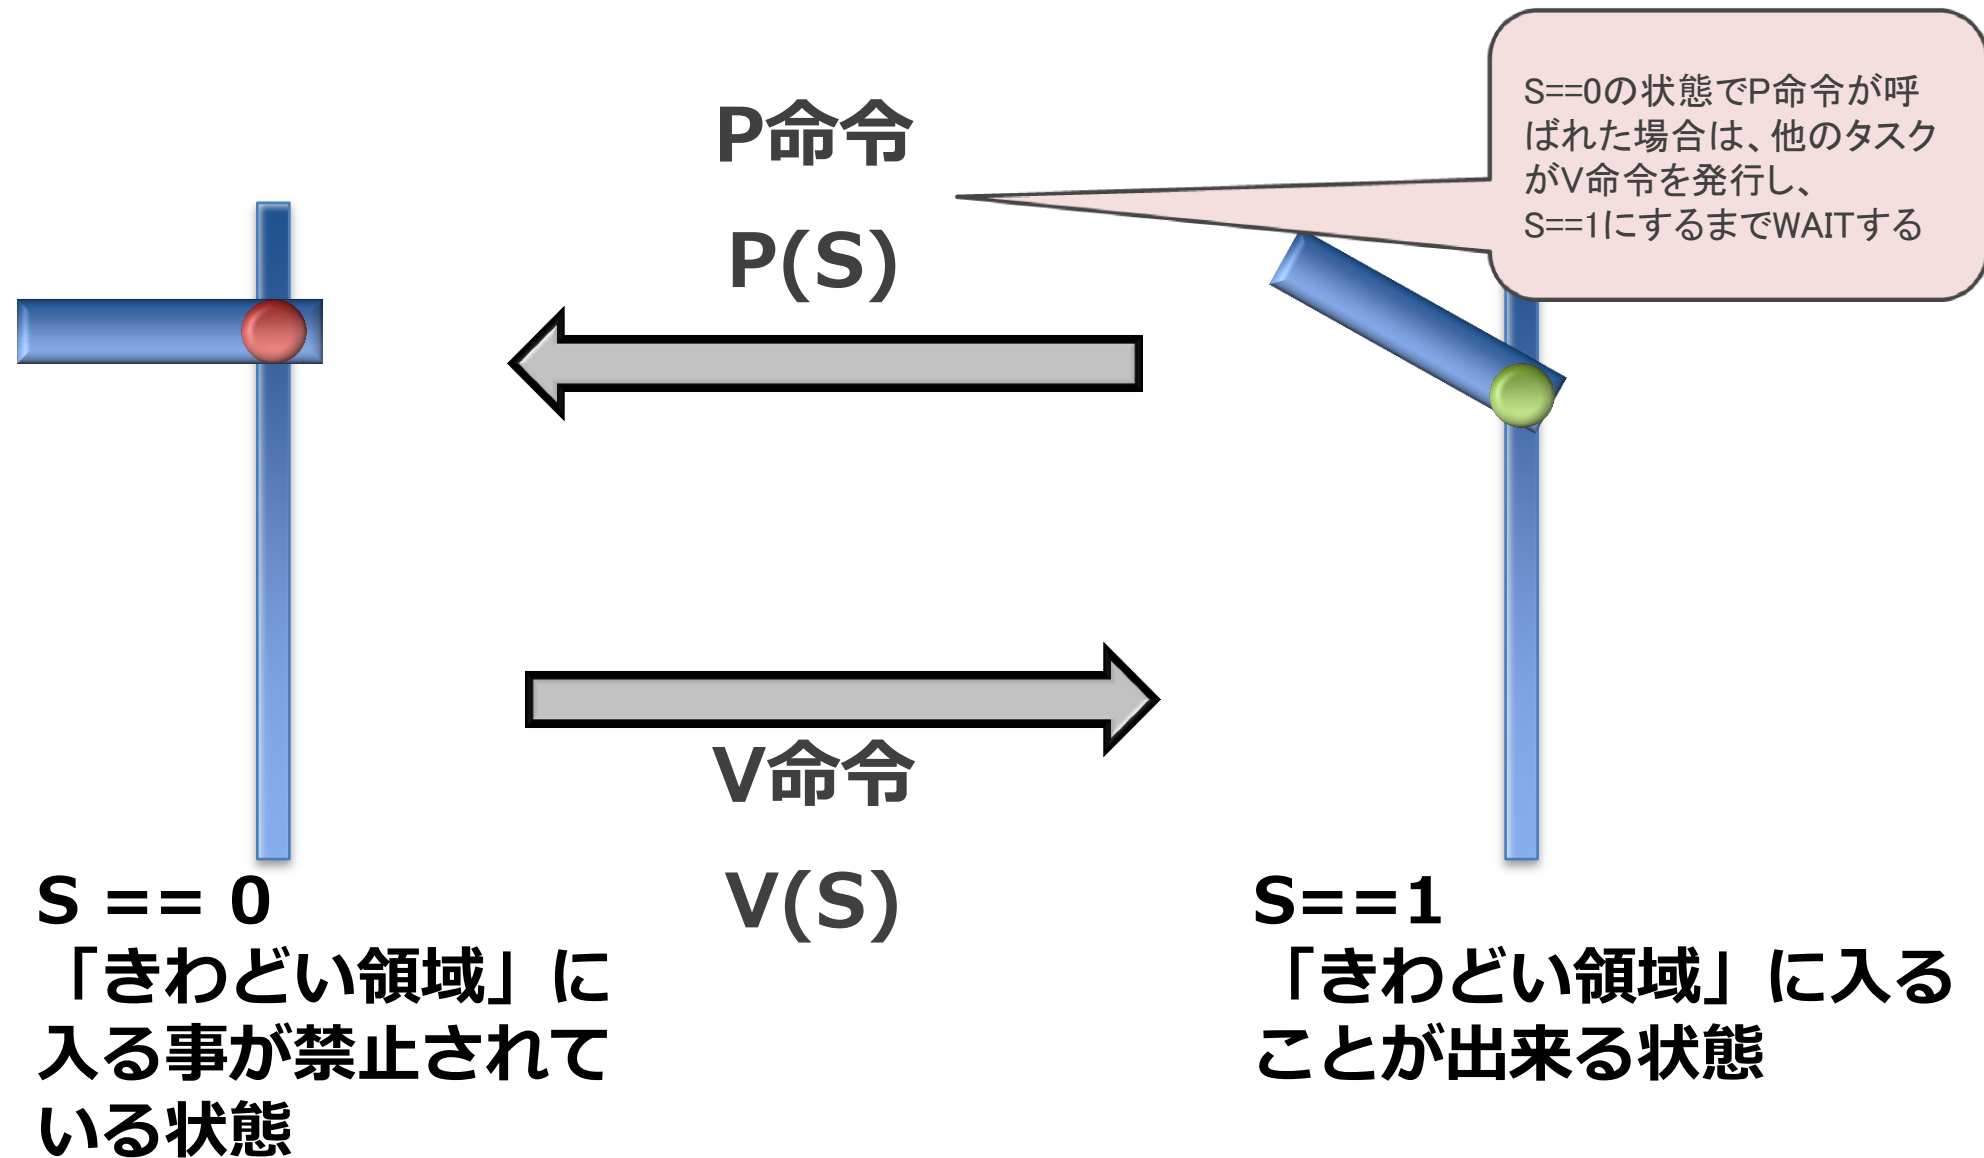 S==0の状態でP命令が呼
ばれた場合は、他のタスク
がV命令を発行し、
S==1にするまでWAITする
P命令
P(S)
V命令
V(S)
S == 0
「きわどい領域」に
入る事が禁止されて
いる状態
S==1
「きわどい領域」に入る
ことが出来る状態